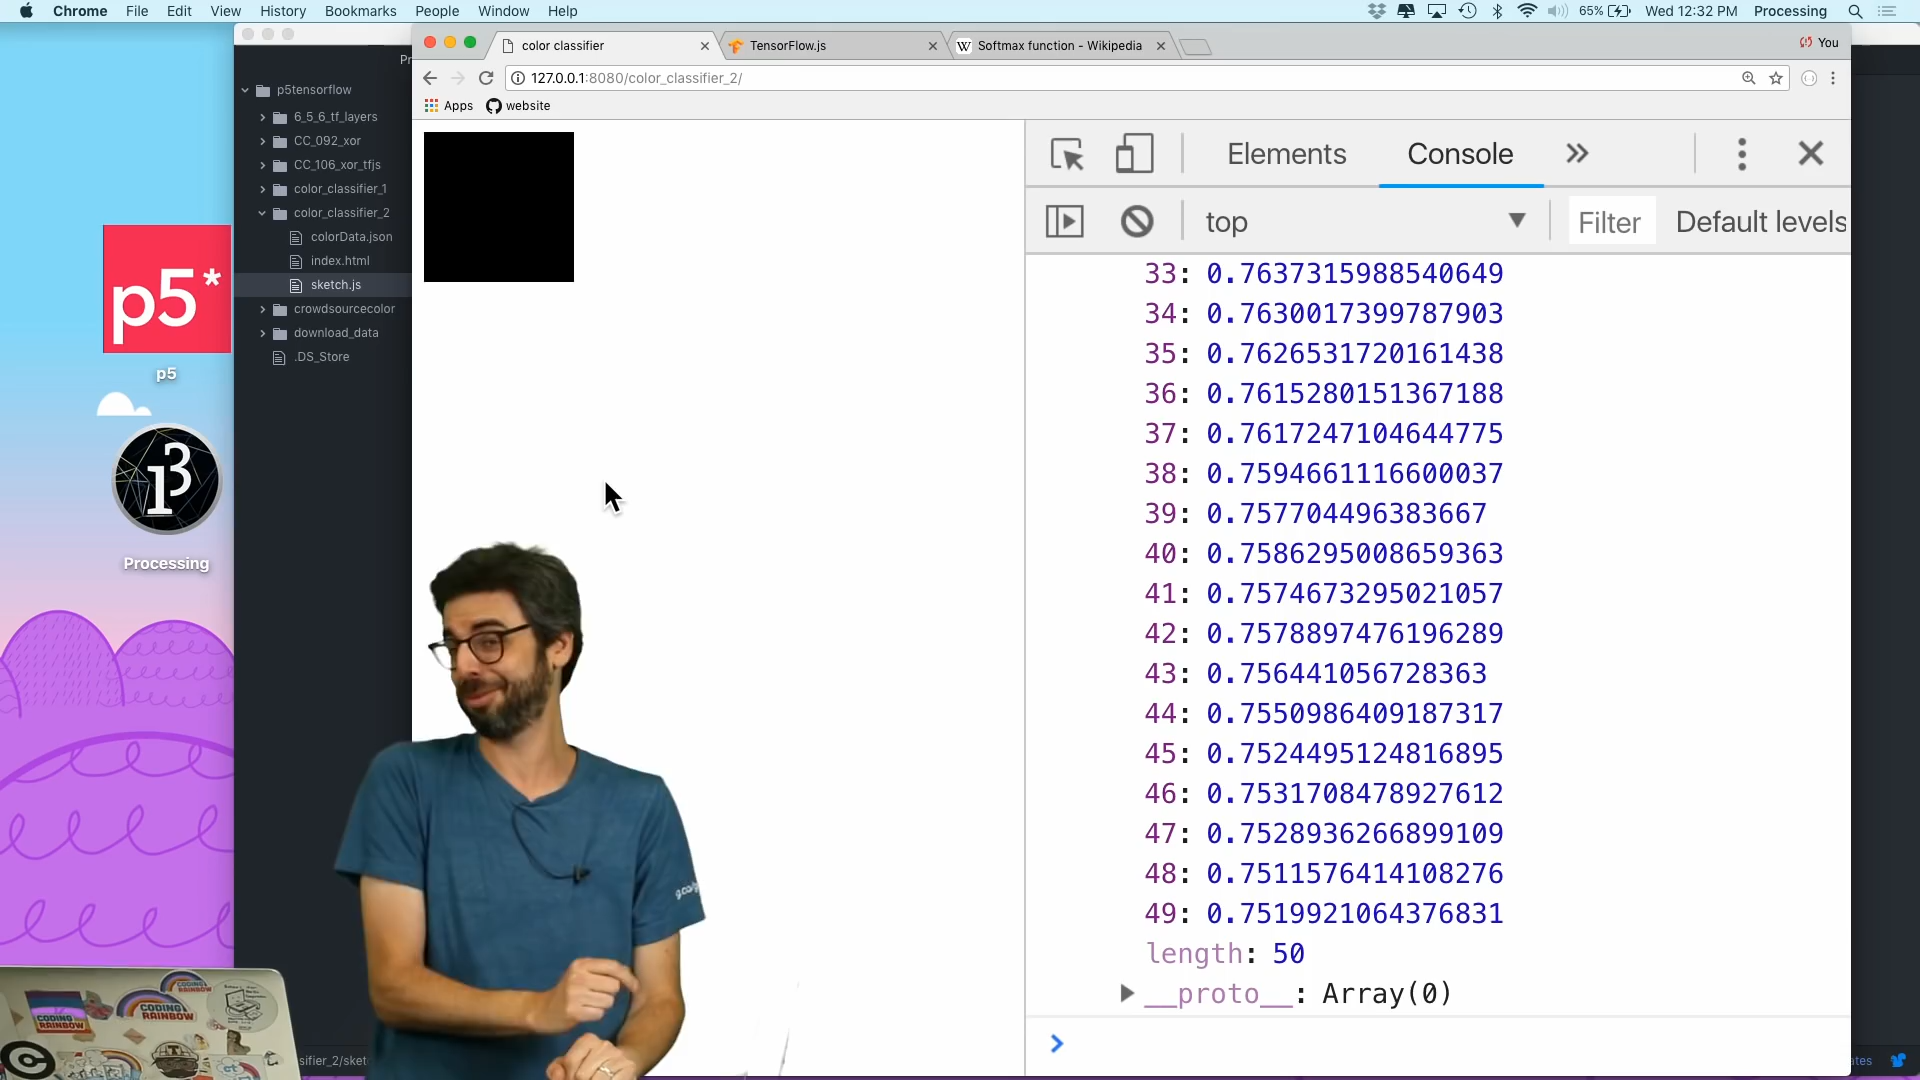 Chrome File Edit View History Bookmarks People Window Help 65% Wed 12:32 PM Processing
color classifier TensorFlow.js Softmax function - Wikipedia You
127.0.0.1:8080/color_classifier_2/
Apps website
p5tensorflow
6_5_6_tf_layers
CC_092_xor
CC_106_xor_tfjs
color_classifier_1
color_classifier_2
colorData.json
index.html
sketch.js
crowdsourcecolor
download_data
.DS_Store
p5*
p5
Processing
Elements Console
top Filter Default levels
33: 0.7637315988540649
34: 0.7630017399787903
35: 0.7626531720161438
36: 0.7615280151367188
37: 0.7617247104644775
38: 0.7594661116600037
39: 0.757704496383667
40: 0.7586295008659363
41: 0.7574673295021057
42: 0.7578897476196289
43: 0.756441056728363
44: 0.7550986409187317
45: 0.7524495124816895
46: 0.7531708478927612
47: 0.7528936266899109
48: 0.7511576414108276
49: 0.7519921064376831
length: 50
__proto__: Array(0)
CODING
RAINBOW
CODING
RAINBOW